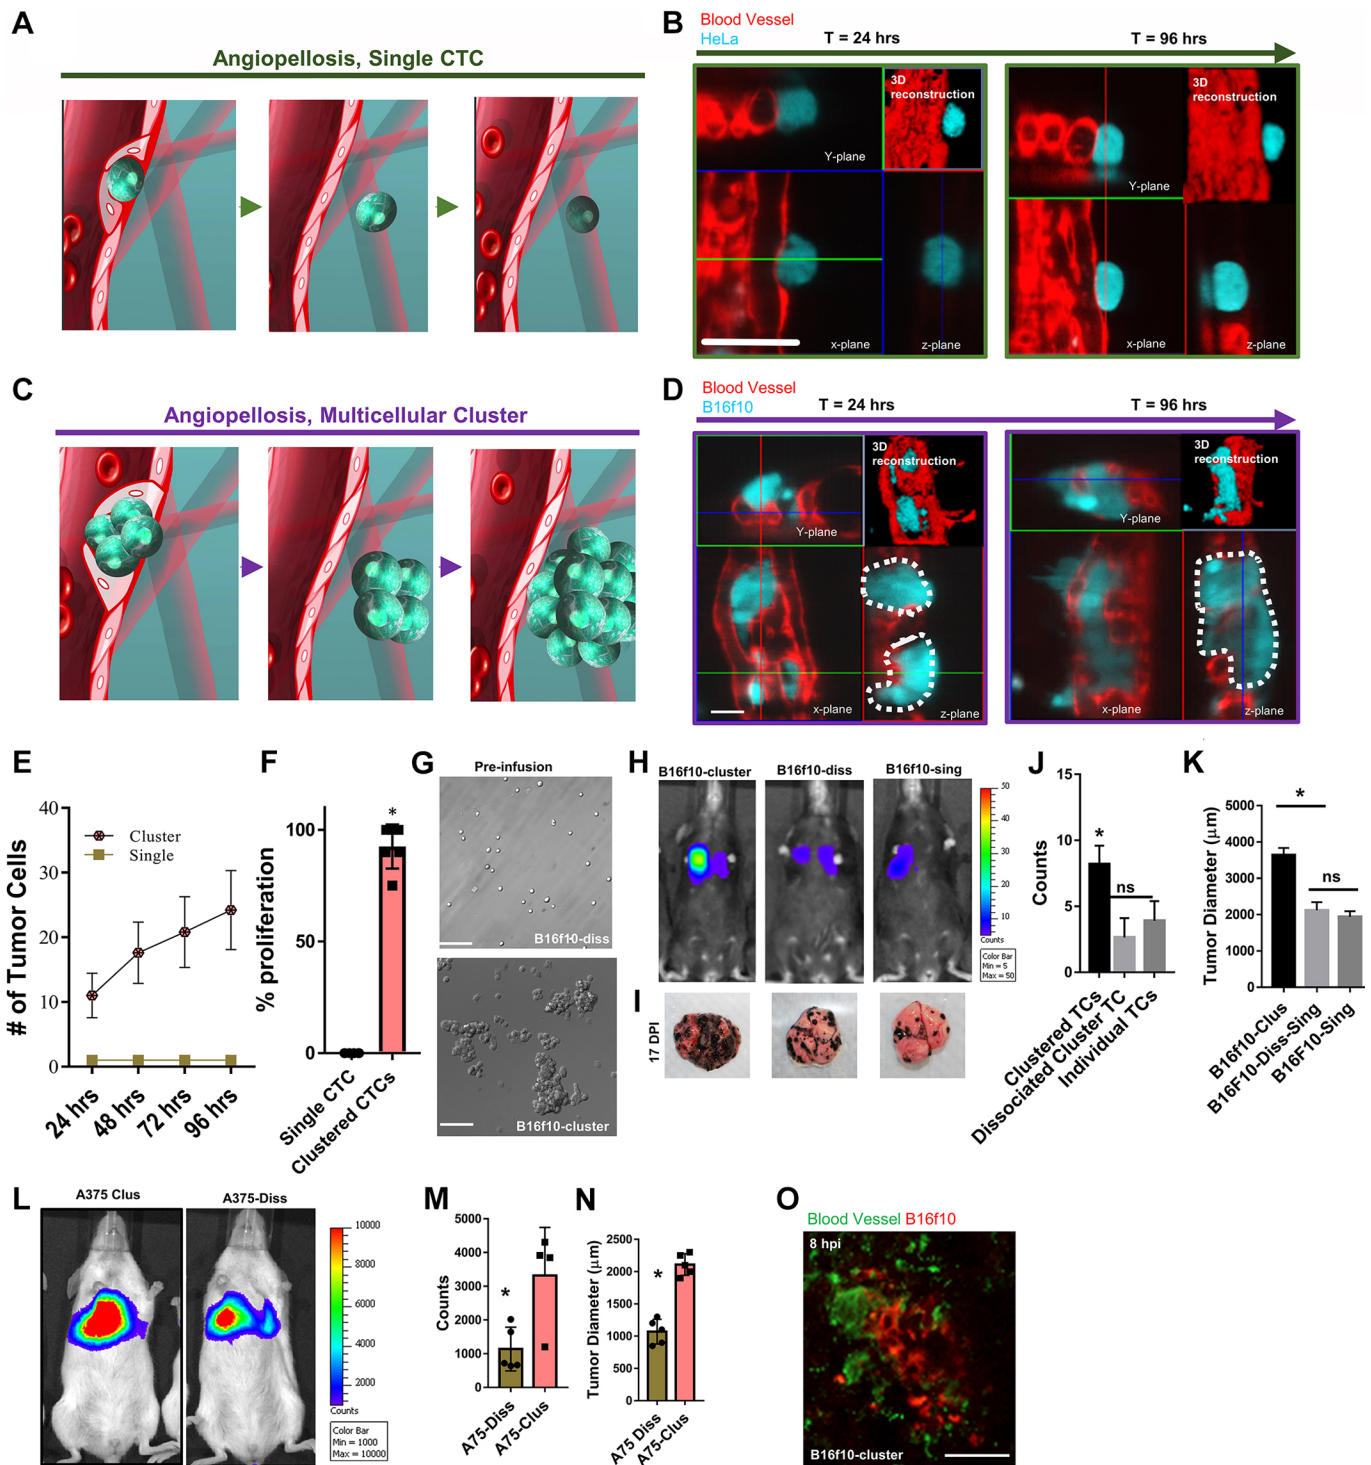 A
Angiopellosis, Single CTC
B
Blood Vessel
HeLa
T = 24 hrs
T = 96 hrs
3D
reconstruction
Y-plane
x-plane
z-plane
3D
reconstruction
Y-plane
x-plane
z-plane
C
Angiopellosis, Multicellular Cluster
D
Blood Vessel
B16f10
T = 24 hrs
T = 96 hrs
3D
reconstruction
Y-plane
x-plane
z-plane
3D
reconstruction
Y-plane
x-plane
z-plane
E
# of Tumor Cells
40
30
20
10
0
Cluster
Single
24 hrs
48 hrs
72 hrs
96 hrs
F
% proliferation
100
50
0
*
Single CTC
Clustered CTCs
G
Pre-infusion
B16f10-diss
B16f10-cluster
H
B16f10-cluster
B16f10-diss
B16f10-sing
50
40
30
20
10
Counts
Color Bar
Min = 5
Max = 50
I
17 DPI
J
Counts
15
10
5
0
*
ns
Clustered TCs
Dissociated Cluster TC
Individual TCs
K
Tumor Diameter (μm)
5000
4000
3000
2000
1000
0
*
ns
B16f10-Clus
B16F10-Diss-Sing
B16F10-Sing
L
A375 Clus
A375-Diss
10000
8000
6000
4000
2000
Counts
Color Bar
Min = 1000
Max = 10000
M
Counts
5000
4000
3000
2000
1000
0
*
A75-Diss
A75-Clus
N
Tumor Diameter (μm)
2500
2000
1500
1000
500
0
*
A75 Diss
A75-Clus
O
Blood Vessel B16f10
8 hpi
B16f10-cluster